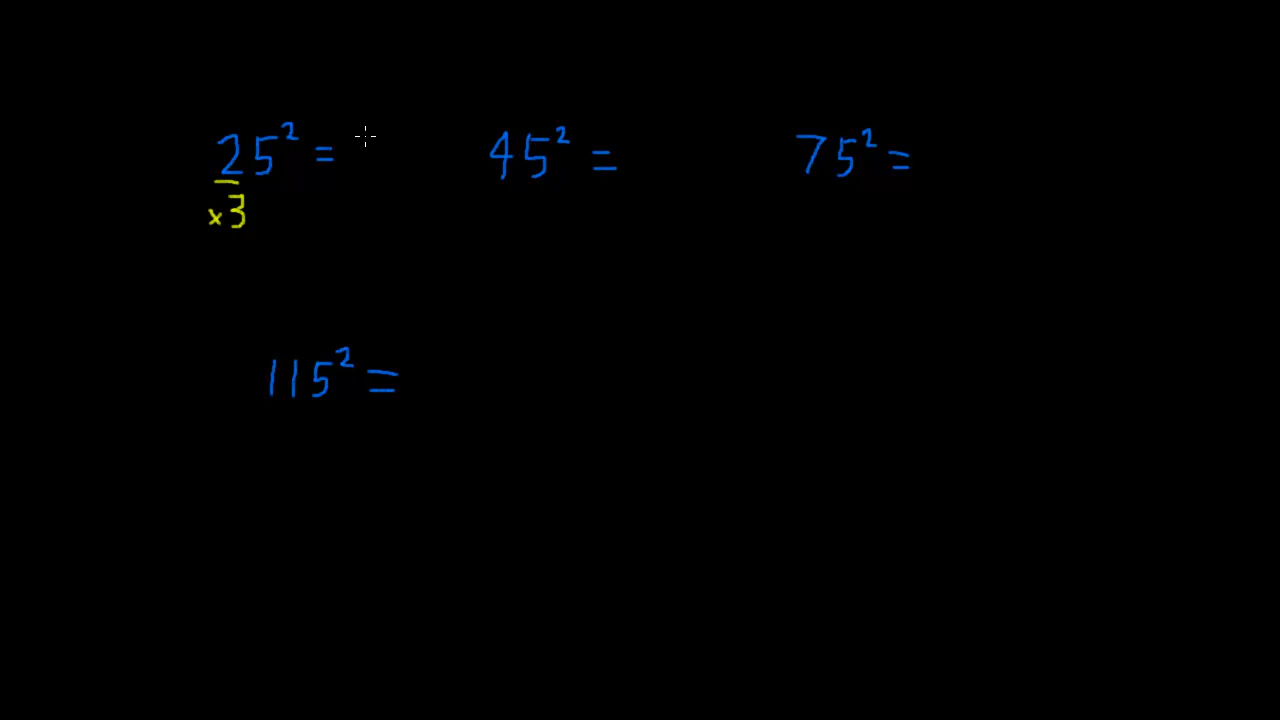 25² = 45² = 75² =
×3
115² =